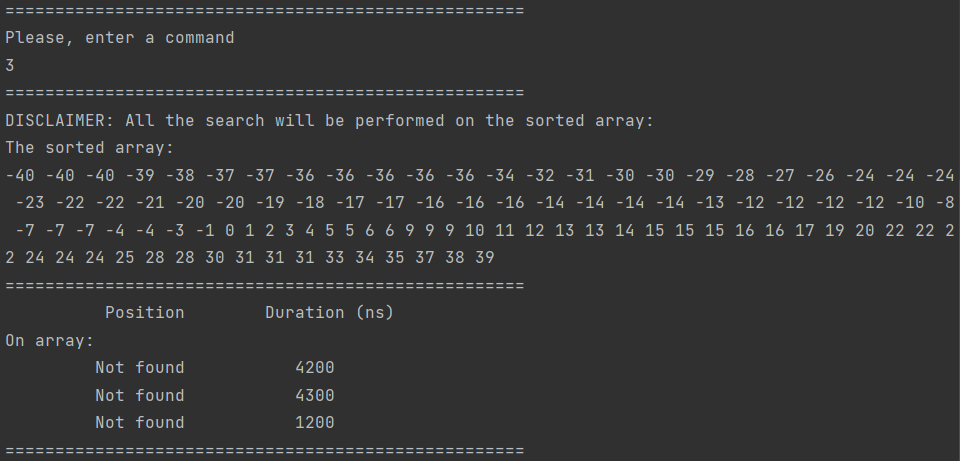 ====================================================
Please, enter a command
3
====================================================
DISCLAIMER: All the search will be performed on the sorted array:
The sorted array:
-40 -40 -40 -39 -38 -37 -37 -36 -36 -36 -36 -36 -34 -32 -31 -30 -30 -29 -28 -27 -26 -24 -24 -24
-23 -22 -22 -21 -20 -20 -19 -18 -17 -17 -16 -16 -16 -14 -14 -14 -14 -13 -12 -12 -12 -12 -10 -8
-7 -7 -7 -4 -4 -3 -1 0 1 2 3 4 5 5 6 6 9 9 9 10 11 12 13 13 14 15 15 15 16 16 17 19 20 22 22 2
2 24 24 24 25 28 28 30 31 31 31 33 34 35 37 38 39
====================================================
Position Duration (ns)
On array:
Not found 4200
Not found 4300
Not found 1200
====================================================